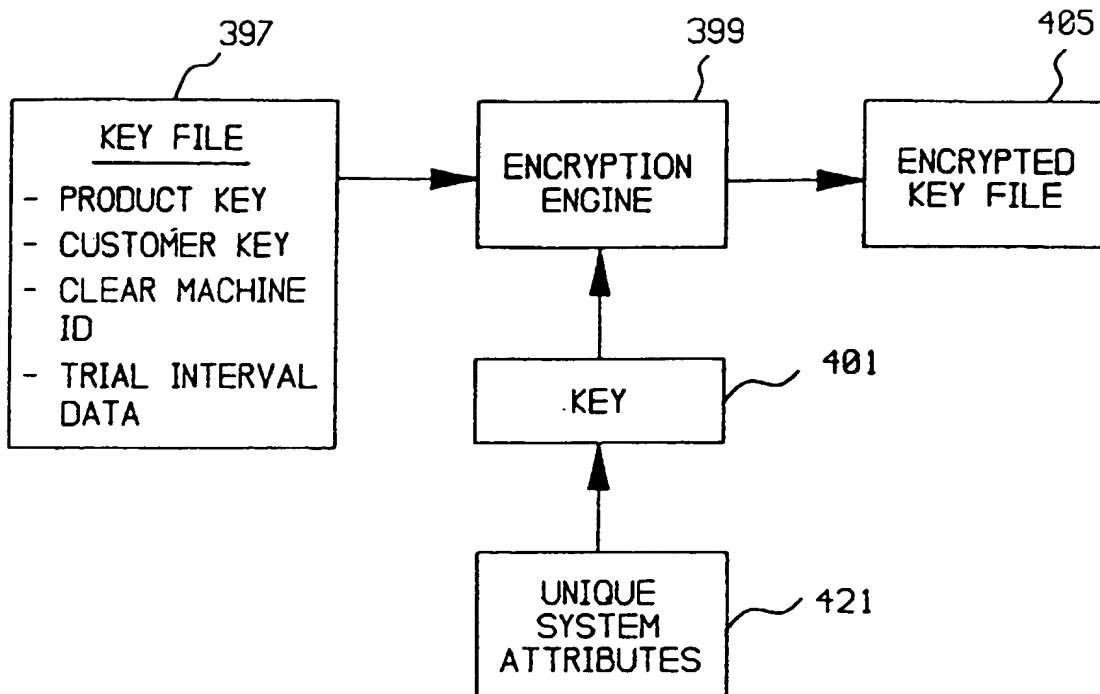 397
399
405
KEY FILE
- PRODUCT KEY
- CUSTOMER KEY
- CLEAR MACHINE
ID
- TRIAL INTERVAL
DATA
ENCRYPTION
ENGINE
ENCRYPTED
KEY FILE
KEY
401
UNIQUE
SYSTEM
ATTRIBUTES
421